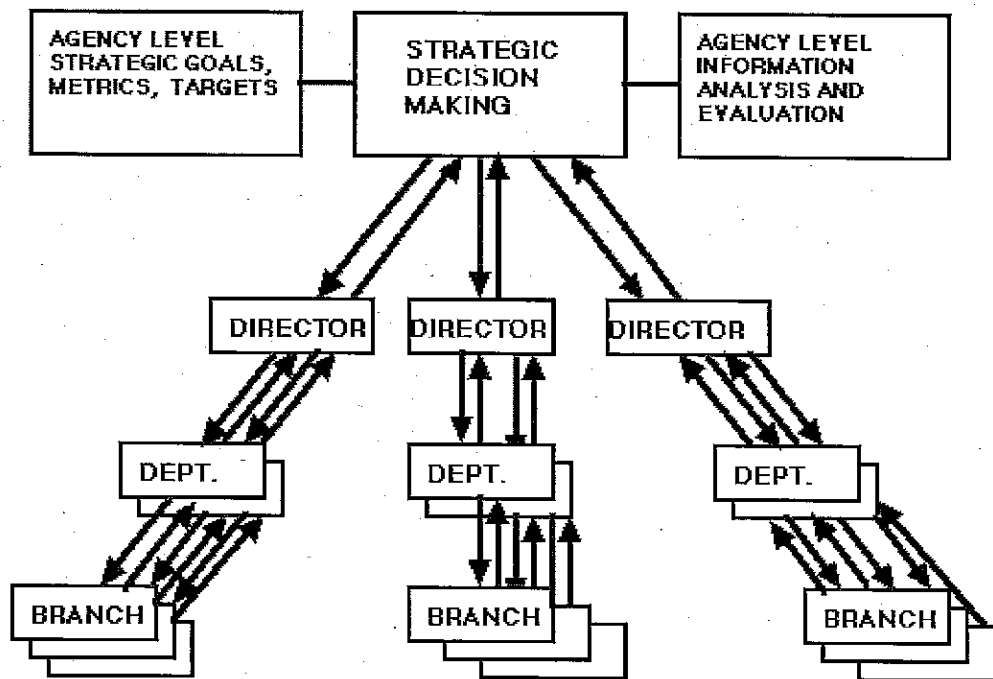 AGENCY LEVEL
STRATEGIC GOALS,
METRICS, TARGETS
STRATEGIC
DECISION
MAKING
AGENCY LEVEL
INFORMATION
ANALYSIS AND
EVALUATION
DIRECTOR
DIRECTOR
DIRECTOR
DEPT.
DEPT.
DEPT.
BRANCH
BRANCH
BRANCH